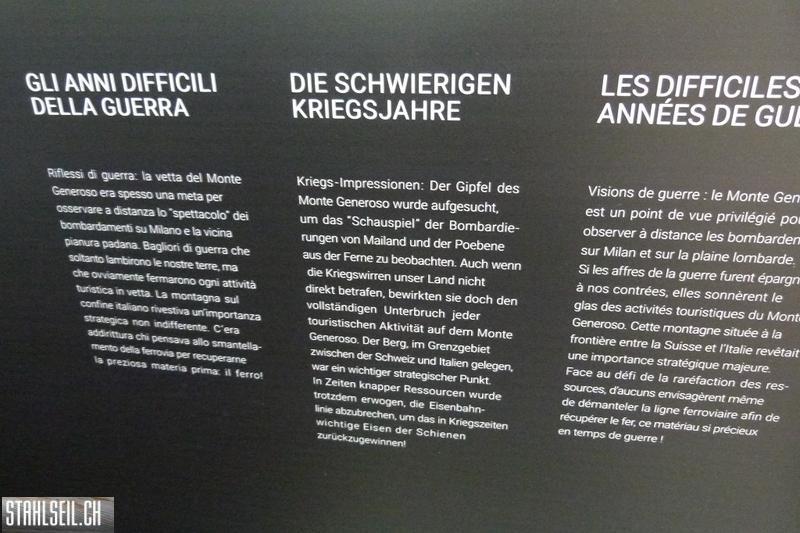 GLI ANNI DIFFICILI
DELLA GUERRA
Riflessi di guerra: la vetta del Monte
Generoso era spesso una meta per
osservare a distanza lo "spettacolo" dei
bombardamenti su Milano e la vicina
pianura padana. Bagliori di guerra che
soltanto lambirono le nostre terre, ma
che ovviamente fermarono ogni attività
turistica in vetta. La montagna sul
confine italiano rivestiva un'importanza
strategica non indifferente. C'era
addirittura chi pensava allo smantella-
mento della ferrovia per recuperarne
la preziosa materia prima: il ferro!
DIE SCHWIERIGEN
KRIEGSJAHRE
Kriegs-Impressionen: Der Gipfel des
Monte Generoso wurde aufgesucht,
um das "Schauspiel" der Bombardie-
rungen von Mailand und der Poebene
aus der Ferne zu beobachten. Auch wenn
die Kriegswirren unser Land nicht
direkt betrafen, bewirkten sie doch den
vollständigen Unterbruch jeder
touristischen Aktivität auf dem Monte
Generoso. Der Berg, im Grenzgebiet
zwischen der Schweiz und Italien gelegen,
war ein wichtiger strategischer Punkt.
In Zeiten knapper Ressourcen wurde
trotzdem erwogen, die Eisenbahn-
linie abzubrechen, um das in Kriegszeiten
wichtige Eisen der Schienen
zurückzugewinnen!
LES DIFFICILES
ANNÉES DE GUE
Visions de guerre : le Monte Gen
est un point de vue privilégié pou
observer à distance les bombarden
sur Milan et sur la plaine lombarde.
Si les affres de la guerre furent épargn
à nos contrées, elles sonnèrent le
glas des activités touristiques du Monte
Generoso. Cette montagne située à la
frontière entre la Suisse et l'Italie revêtait
une importance stratégique majeure.
Face au défi de la raréfaction des res-
sources, d'aucuns envisagèrent même
de démanteler la ligne ferroviaire afin de
récupérer le fer, ce matériau si précieux
en temps de guerre !
STAHLSEIL.CH